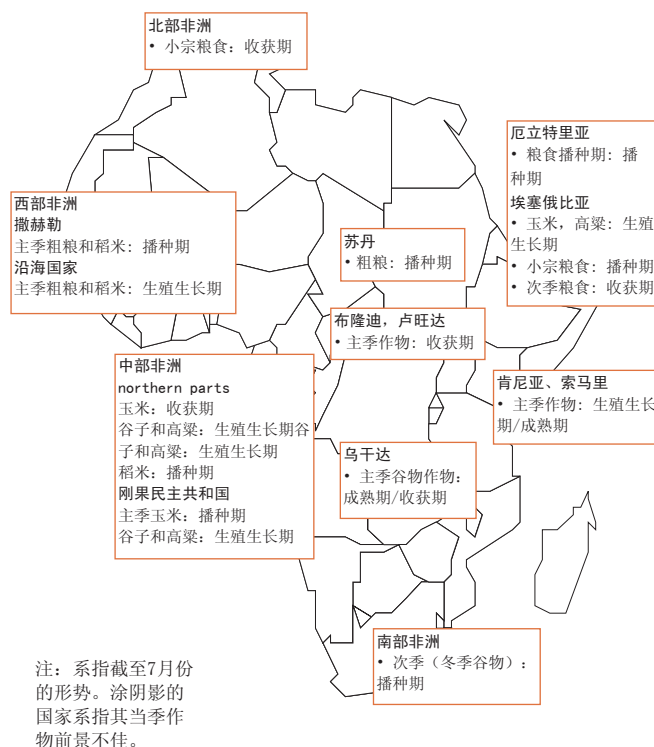 北部非洲
• 小宗粮食: 收获期
厄立特里亚
• 粮食播种期: 播
种期
埃塞俄比亚
• 玉米, 高粱: 生殖
生长期
• 小宗粮食: 播种期
• 次季粮食: 收获期
西部非洲
撒赫勒
主季粗粮和稻米: 播种期
沿海国家
主季粗粮和稻米: 生殖生长期
苏丹
• 粗粮: 播种期
布隆迪, 卢旺达
• 主季作物: 收获期
中部非洲
northern parts
玉米: 收获期
谷子和高粱: 生殖生长期谷
子和高粱: 生殖生长期
稻米: 播种期
刚果民主共和国
主季玉米: 播种期
谷子和高粱: 生殖生长期
肯尼亚、索马里
• 主季作物: 生殖生长
期/成熟期
乌干达
• 主季谷物作物:
成熟期/收获期
南部非洲
• 次季（冬季谷物）:
播种期
注: 系指截至7月份
的形势。涂阴影的
国家系指其当季作
物前景不佳。